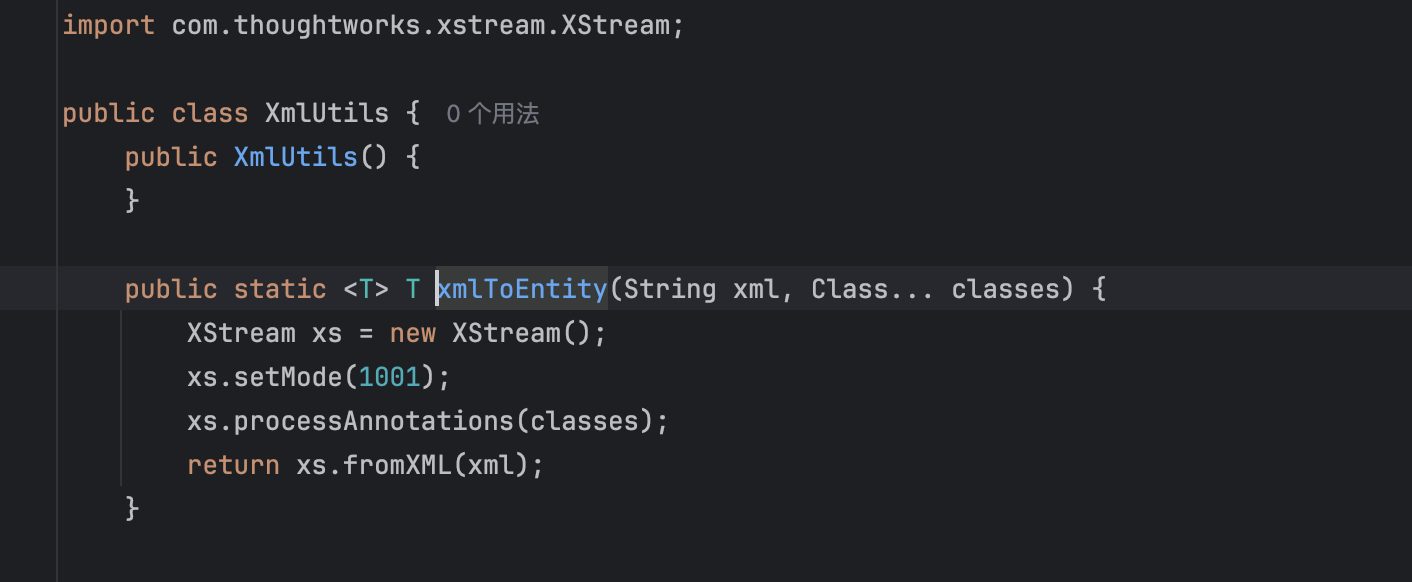 import com.thoughtworks.xstream.XStream;
public class XmlUtils { 0 个用法
public XmlUtils() {
}
public static <T> T xmlToEntity(String xml, Class... classes) {
XStream xs = new XStream();
xs.setMode(1001);
xs.processAnnotations(classes);
return xs.fromXML(xml);
}